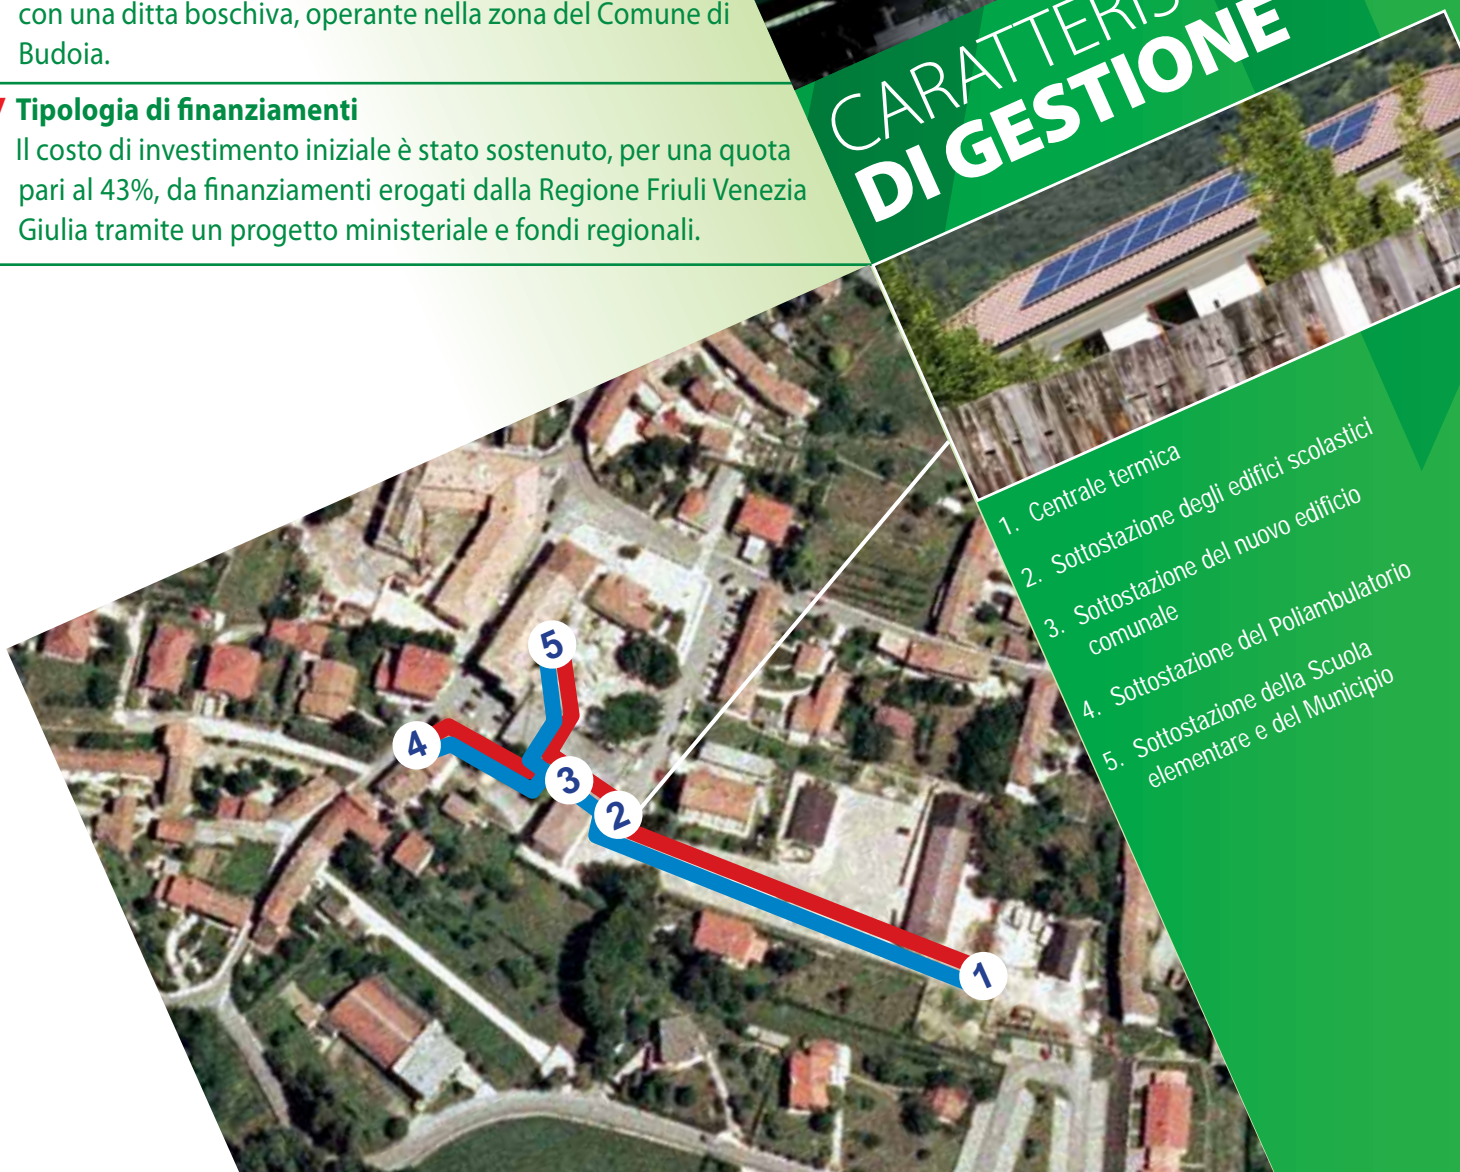 con una ditta boschiva, operante nella zona del Comune di
Budoia.
Tipologia di finanziamenti
Il costo di investimento iniziale è stato sostenuto, per una quota
pari al 43%, da finanziamenti erogati dalla Regione Friuli Venezia
Giulia tramite un progetto ministeriale e fondi regionali.
DI GESTIONE
1. Centrale termica
2. Sottostazione degli edifici scolastici
3. Sottostazione del nuovo edificio
comunale
4. Sottostazione del Poliambulatorio
5. Sottostazione della Scuola
elementare e del Municipio
5
4
3
2
1